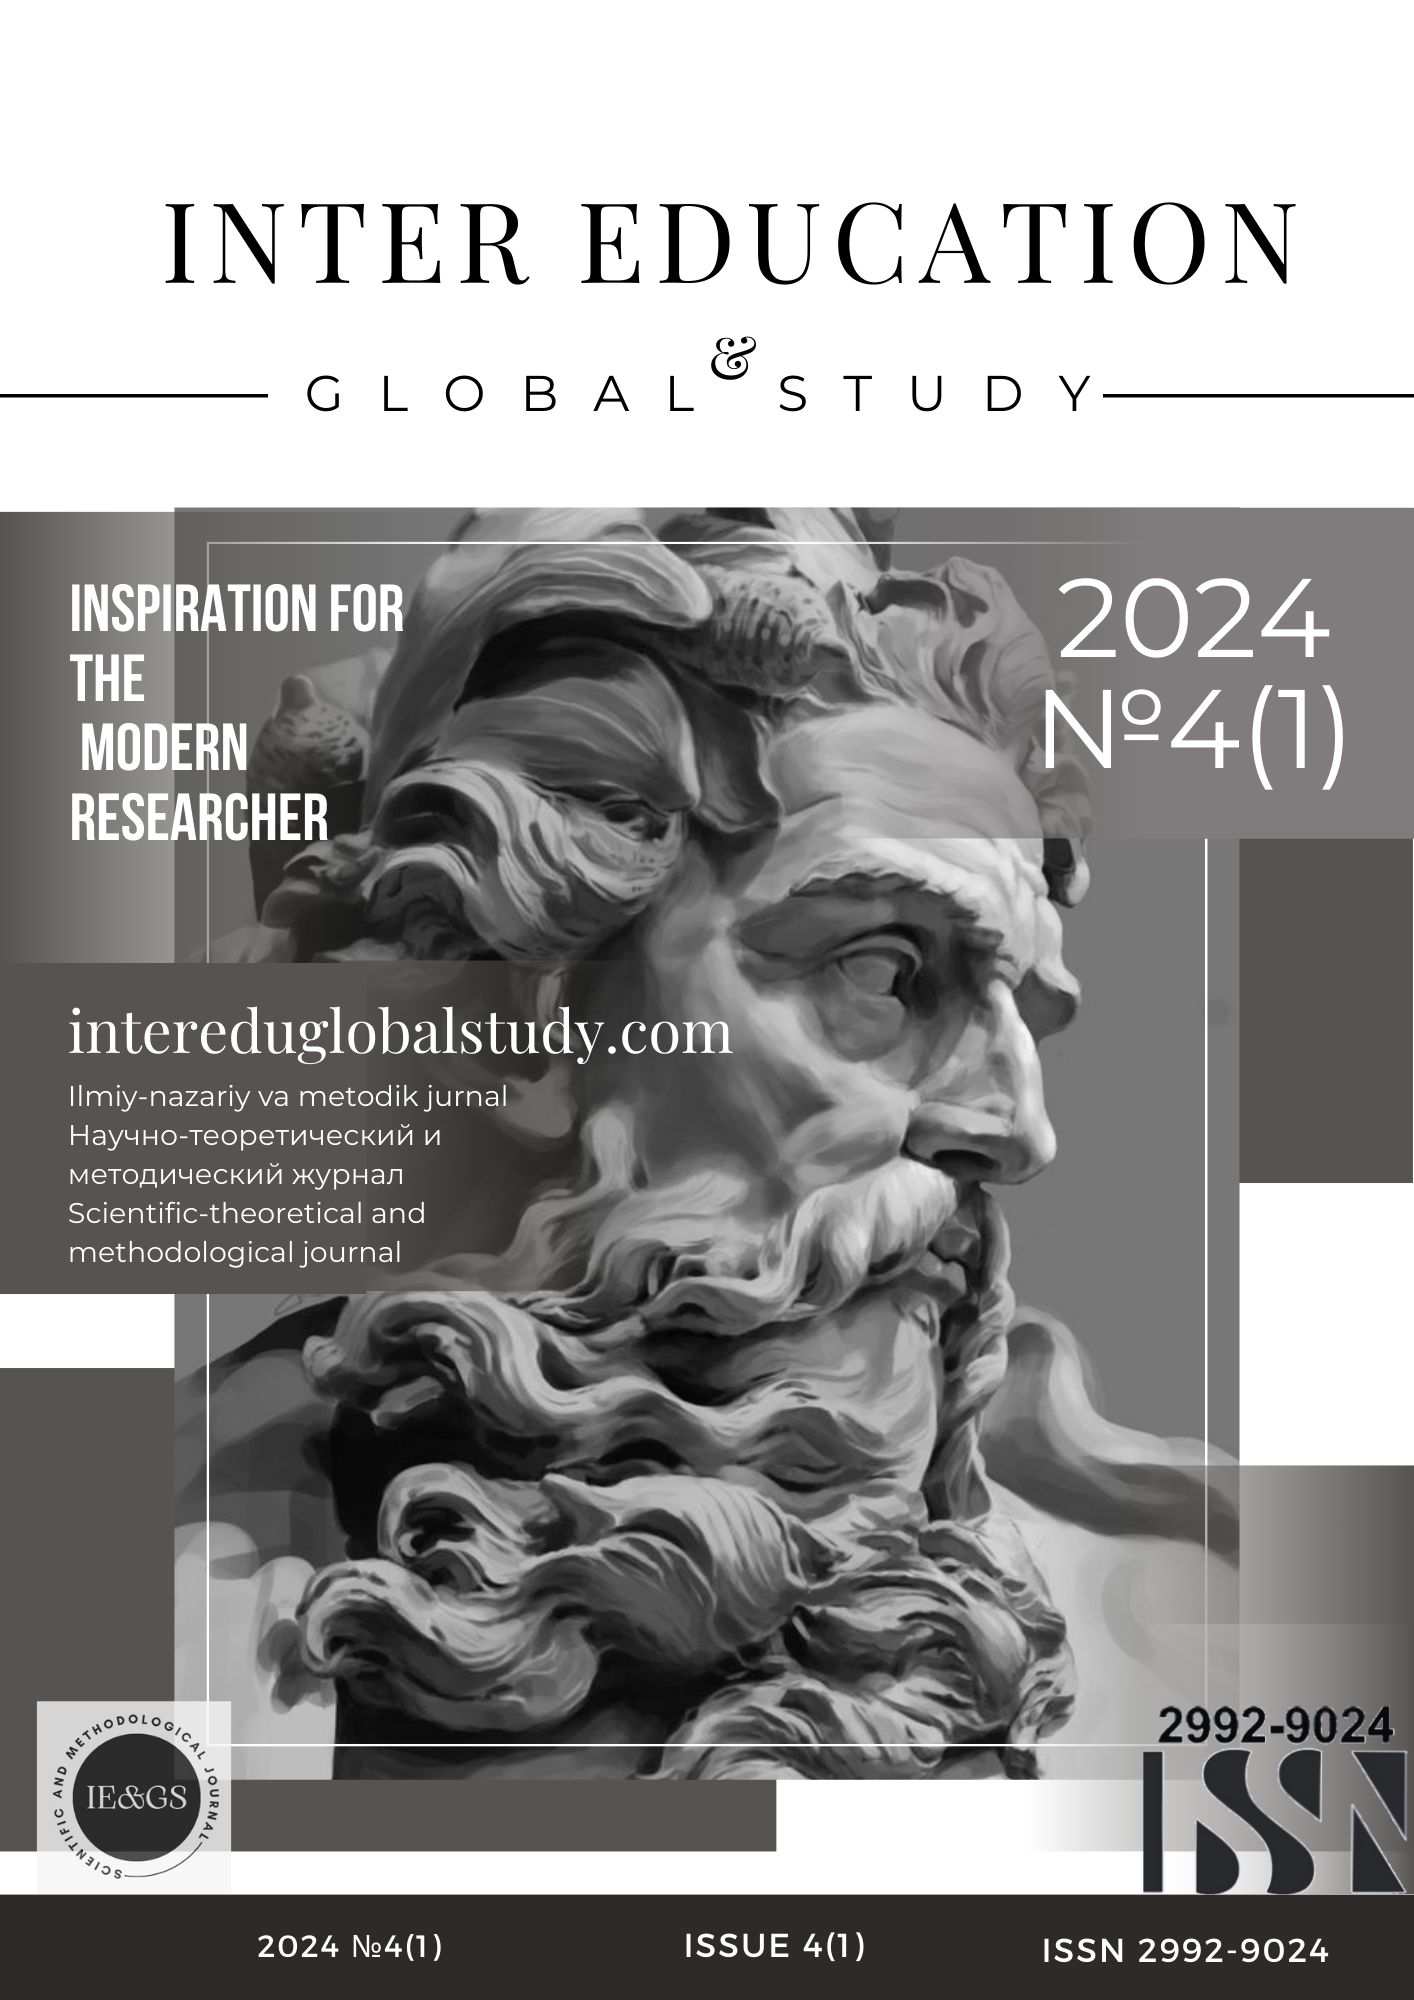 INTER EDUCATION
&
GLOBAL STUDY
INSPIRATION FOR
THE
MODERN
RESEARCHER
2024
№4(1)
intereduglobalstudy.com
Ilmiy-nazariy va metodik jurnal
Научно-теоретический и
методический журнал
Scientific-theoretical and
methodological journal
SCIENTIFIC AND METHODOLOGICAL JOURNAL
IE&GS
2992-9024
ISSN
2024 №4(1)
ISSUE 4(1)
ISSN 2992-9024